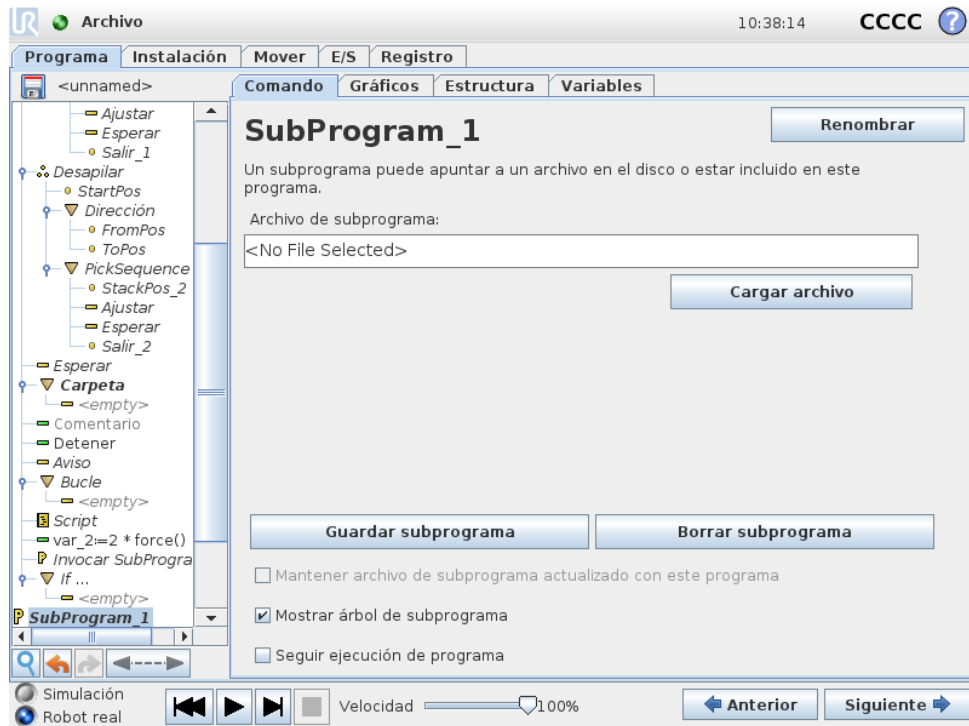 UR Archivo 10:38:14 CCCC ?
Programa Instalación Mover E/S Registro
<unnamed>
Comando Gráficos Estructura Variables
Ajustar
Esperar
Salir_1
Desapilar
StartPos
Dirección
FromPos
ToPos
PickSequence
StackPos_2
Ajustar
Esperar
Salir_2
Esperar
Carpeta
<empty>
Comentario
Detener
Aviso
Bucle
<empty>
Script
var_2:=2 * force()
Invocar SubProgra
If ...
<empty>
P SubProgram_1
SubProgram_1
Renombrar
Un subprograma puede apuntar a un archivo en el disco o estar incluido en este
programa.
Archivo de subprograma:
<No File Selected>
Cargar archivo
Guardar subprograma Borrar subprograma
Mantener archivo de subprograma actualizado con este programa
Mostrar árbol de subprograma
Seguir ejecución de programa
Simulación
Robot real
Velocidad 100%
Anterior Siguiente